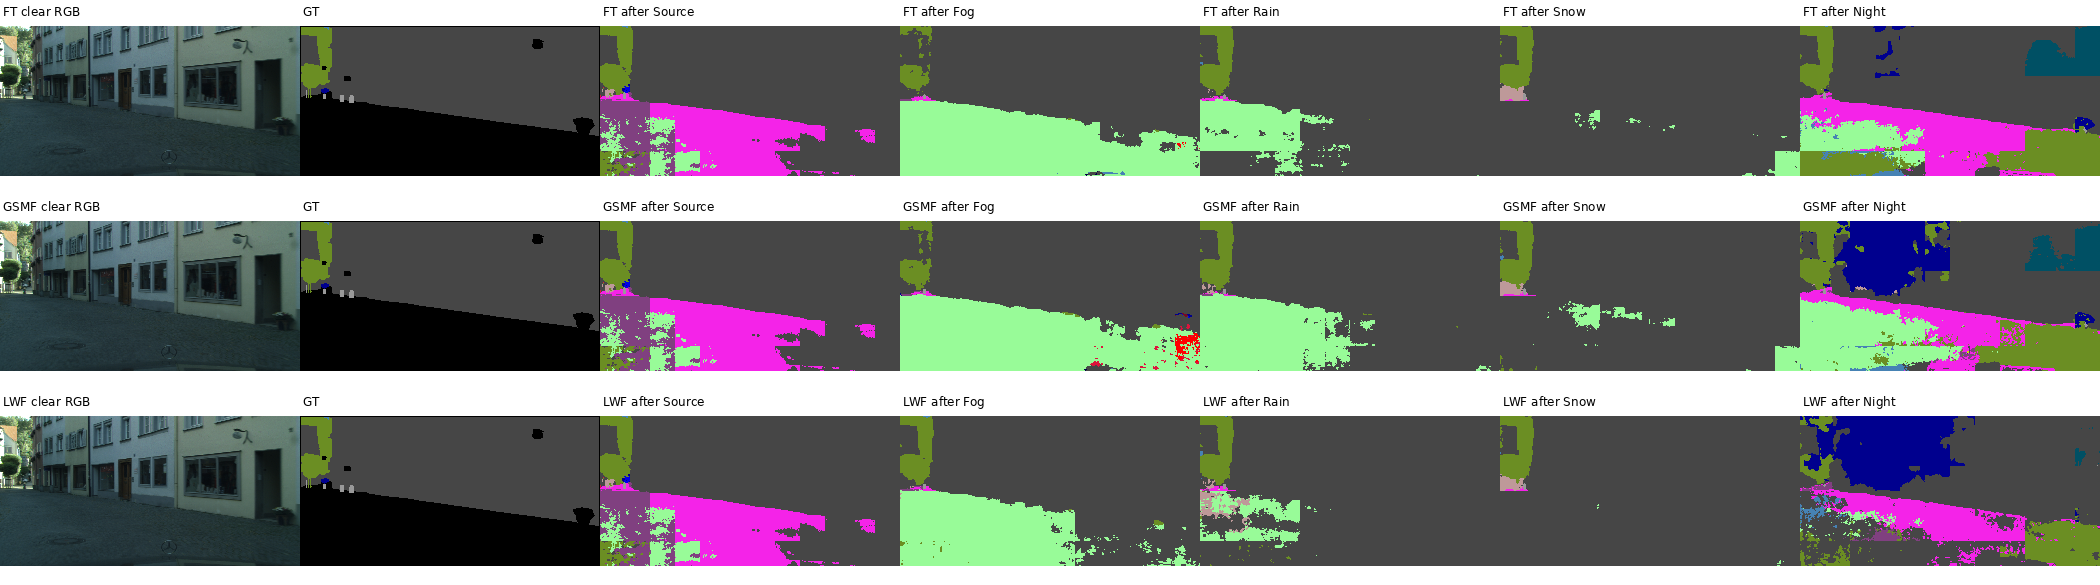 FT clear RGB GT FT after Source FT after Fog FT after Rain FT after Snow FT after Night
GSMF clear RGB GT GSMF after Source GSMF after Fog GSMF after Rain GSMF after Snow GSMF after Night
LWF clear RGB GT LWF after Source LWF after Fog LWF after Rain LWF after Snow LWF after Night